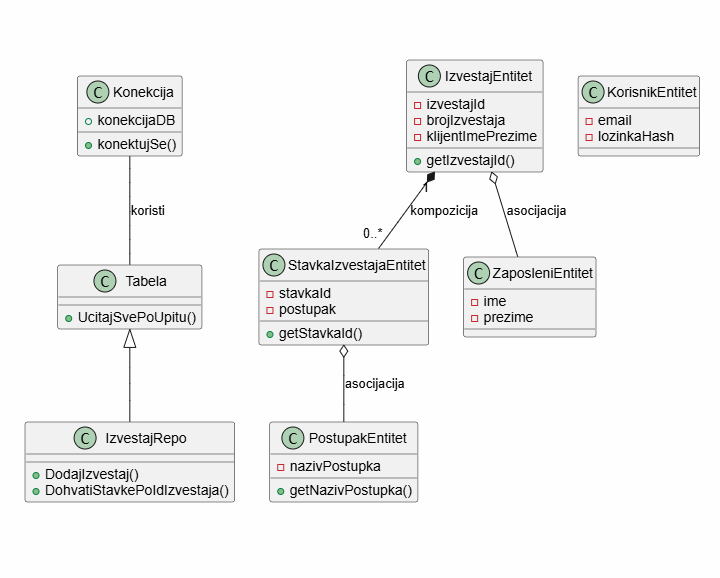 C Konekcija
konekcijaDB
konektujSe()
koristi
C Tabela
UcitajSvePoUpitu()
C IzvestajRepo
DodajIzvestaj()
DohvatiStavkePoIdIzvestaja()
C IzvestajEntitet
izvestajId
brojIzvestaja
klijentImePrezime
getIzvestajId()
1
kompozicija
0..*
asocijacija
C StavkaIzvestajaEntitet
stavkaId
postupak
getStavkaId()
asocijacija
C PostupakEntitet
nazivPostupka
getNazivPostupka()
C ZaposleniEntitet
ime
prezime
C KorisnikEntitet
email
lozinkaHash